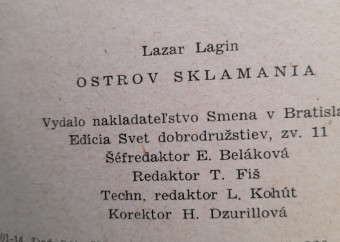 Lazar Lagin
OSTROV SKLAMANIA
Vydalo nakladateľstvo Smena v Bratisla
Edícia Svet dobrodružstiev, zv. 11
Šéfredaktor E. Beláková
Redaktor T. Fiš
Techn. redaktor L. Kohút
Korektor H. Dzurillová